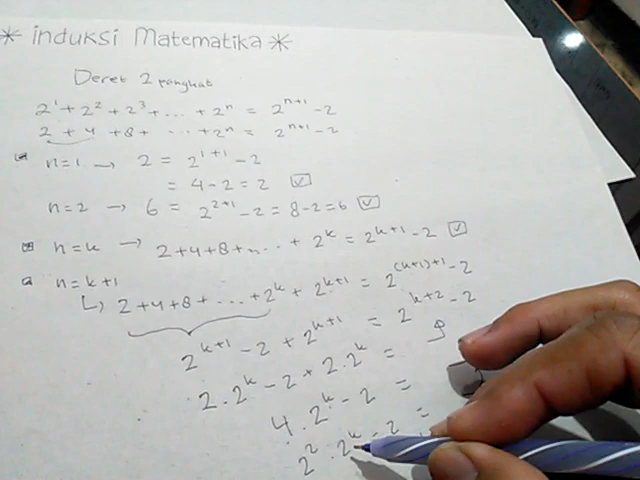 * induksi Matematika *
Deret 2 pangkat
2¹ + 2² + 2³ + ... + 2ⁿ = 2ⁿ⁺¹ - 2
2 + 4 + 8 + ... + 2ⁿ = 2ⁿ⁺¹ - 2
n=1 → 2 = 2¹⁺¹ - 2
= 4 - 2 = 2 ☑
n=2 → 6 = 2²⁺¹ - 2 = 8 - 2 = 6 ☑
n=k → 2+4+8+ ... + 2ᵏ = 2ᵏ⁺¹ - 2 ☑
n=k+1
↳ 2+4+8+ ... + 2ᵏ + 2ᵏ⁺¹ = 2⁽ᵏ⁺¹⁾⁺¹ - 2
2ᵏ⁺¹ - 2 + 2ᵏ⁺¹ = 2ᵏ⁺² - 2
2 . 2ᵏ - 2 + 2 . 2ᵏ =
4 . 2ᵏ - 2 =
2² . 2ᵏ - 2 =